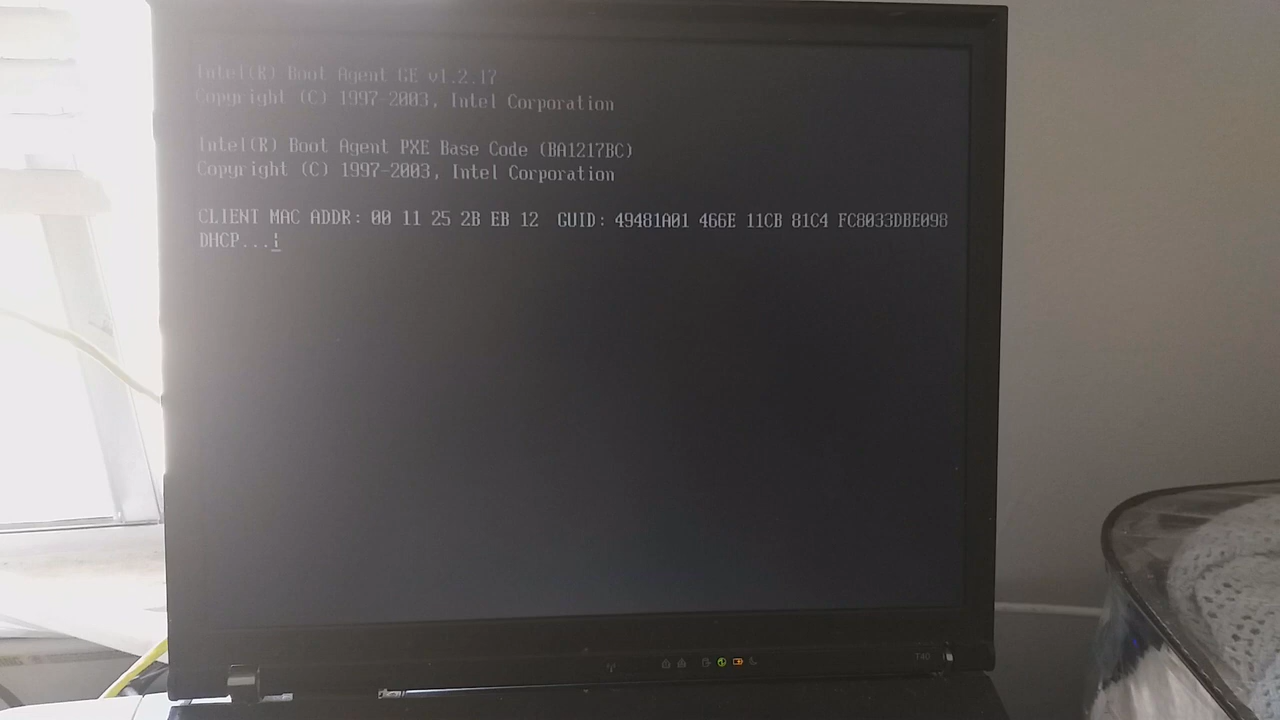 Intel(R) Boot Agent GE v1.2.17
Copyright (C) 1997-2003, Intel Corporation
Intel(R) Boot Agent PXE Base Code (BA1217BC)
Copyright (C) 1997-2003, Intel Corporation
CLIENT MAC ADDR: 00 11 25 2B EB 12 GUID: 49481A01 466E 11CB 81C4 FC8033DBE098
DHCP...¦
T40